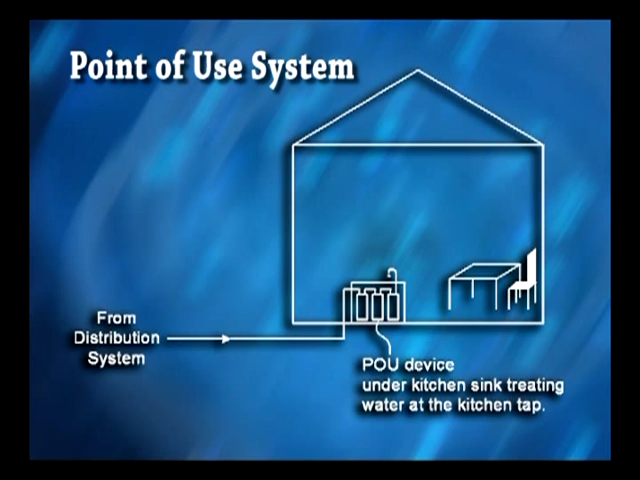 Point of Use System
From
Distribution
System
POU device
under kitchen sink treating
water at the kitchen tap.